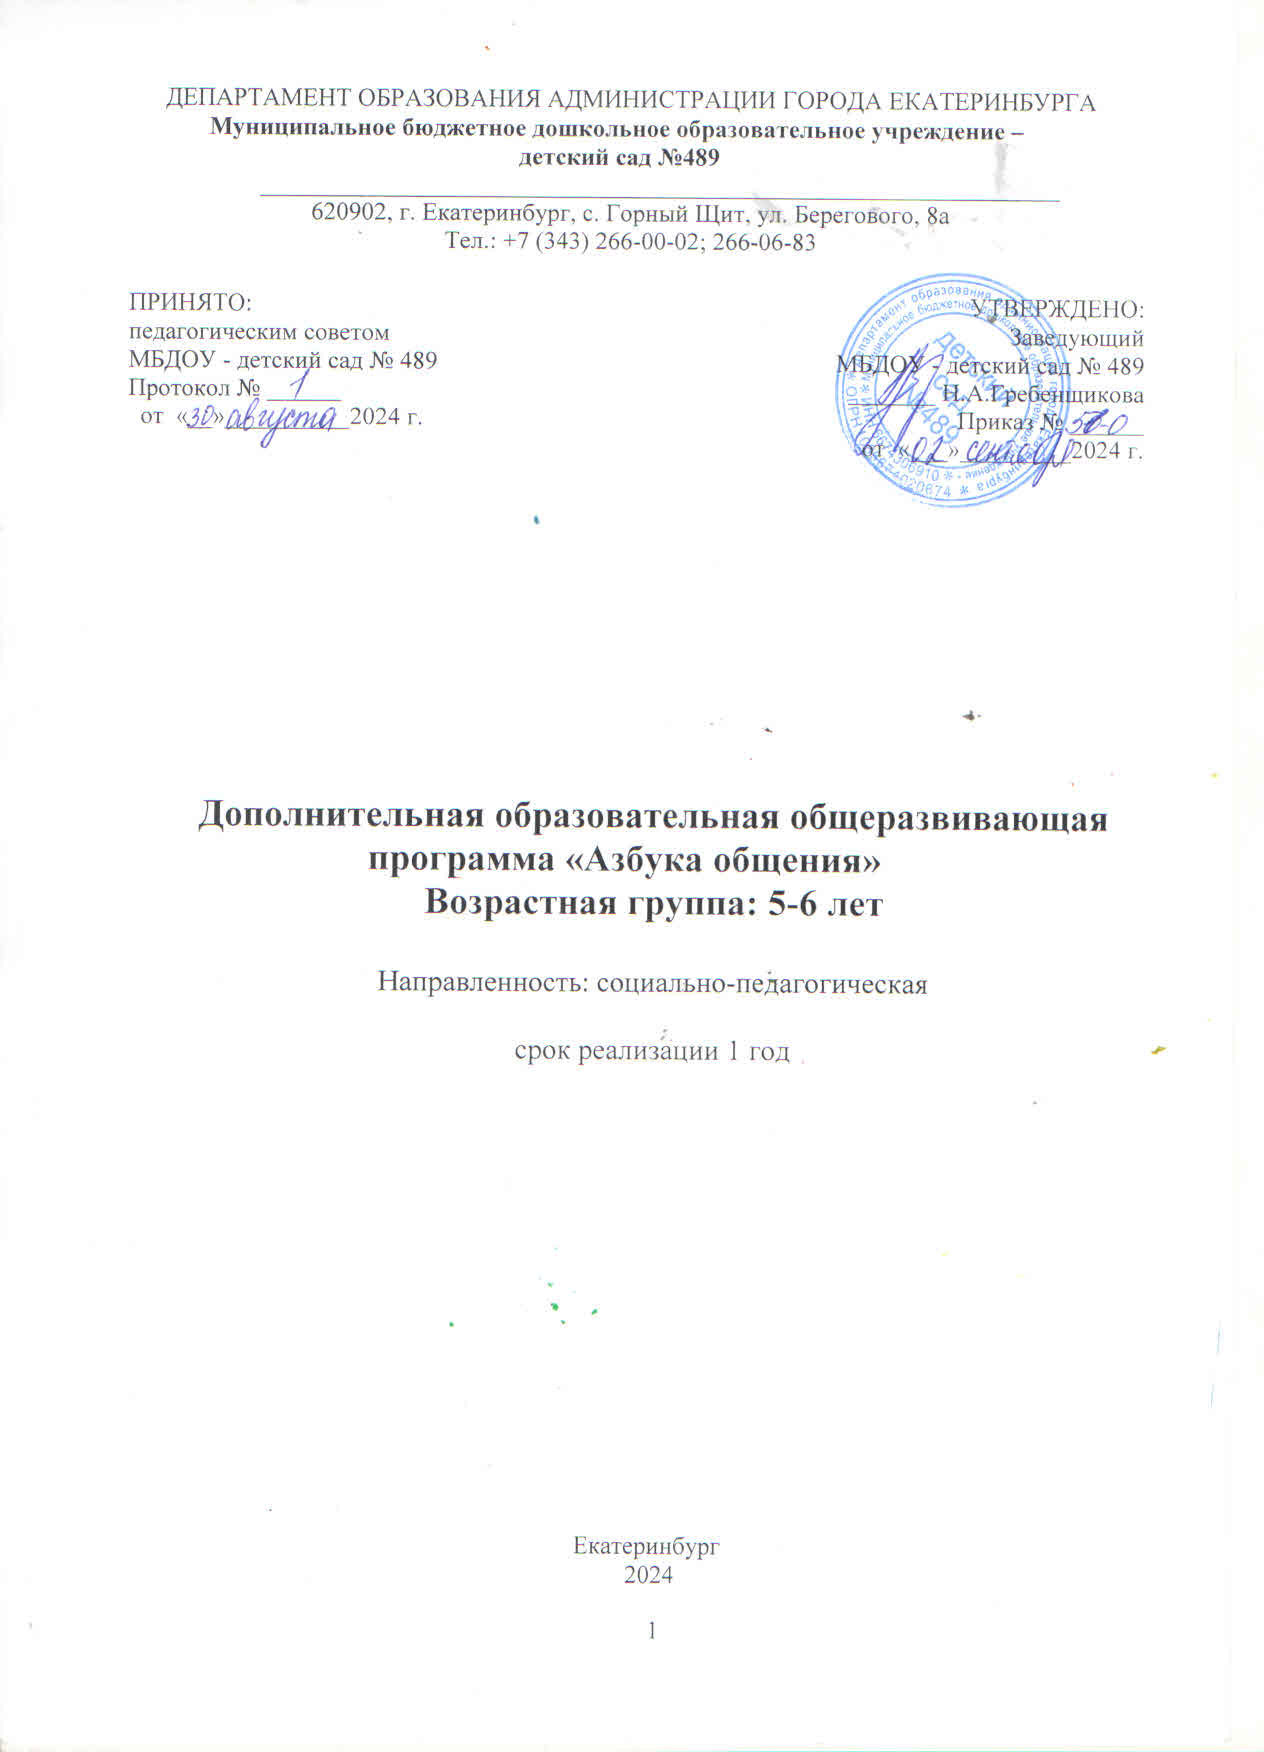 ДЕПАРТАМЕНТ ОБРАЗОВАНИЯ АДМИНИСТРАЦИИ ГОРОДА ЕКАТЕРИНБУРГА
Муниципальное бюджетное дошкольное образовательное учреждение –
детский сад №489
620902, г. Екатеринбург, с. Горный Щит, ул. Берегового, 8а
Тел.: +7 (343) 266-00-02; 266-06-83
ПРИНЯТО:
педагогическим советом
МБДОУ - детский сад № 489
Протокол № 1
от «30» августа 2024 г.
УТВЕРЖДЕНО:
Заведующий
МБДОУ - детский сад № 489
Н.А.Гребенщикова
Приказ №
от «02» сентября 2024 г.
детский
сад
№489
Дополнительная образовательная общеразвивающая
программа «Азбука общения»
Возрастная группа: 5-6 лет
Направленность: социально-педагогическая
срок реализации 1 год
Екатеринбург
2024
1